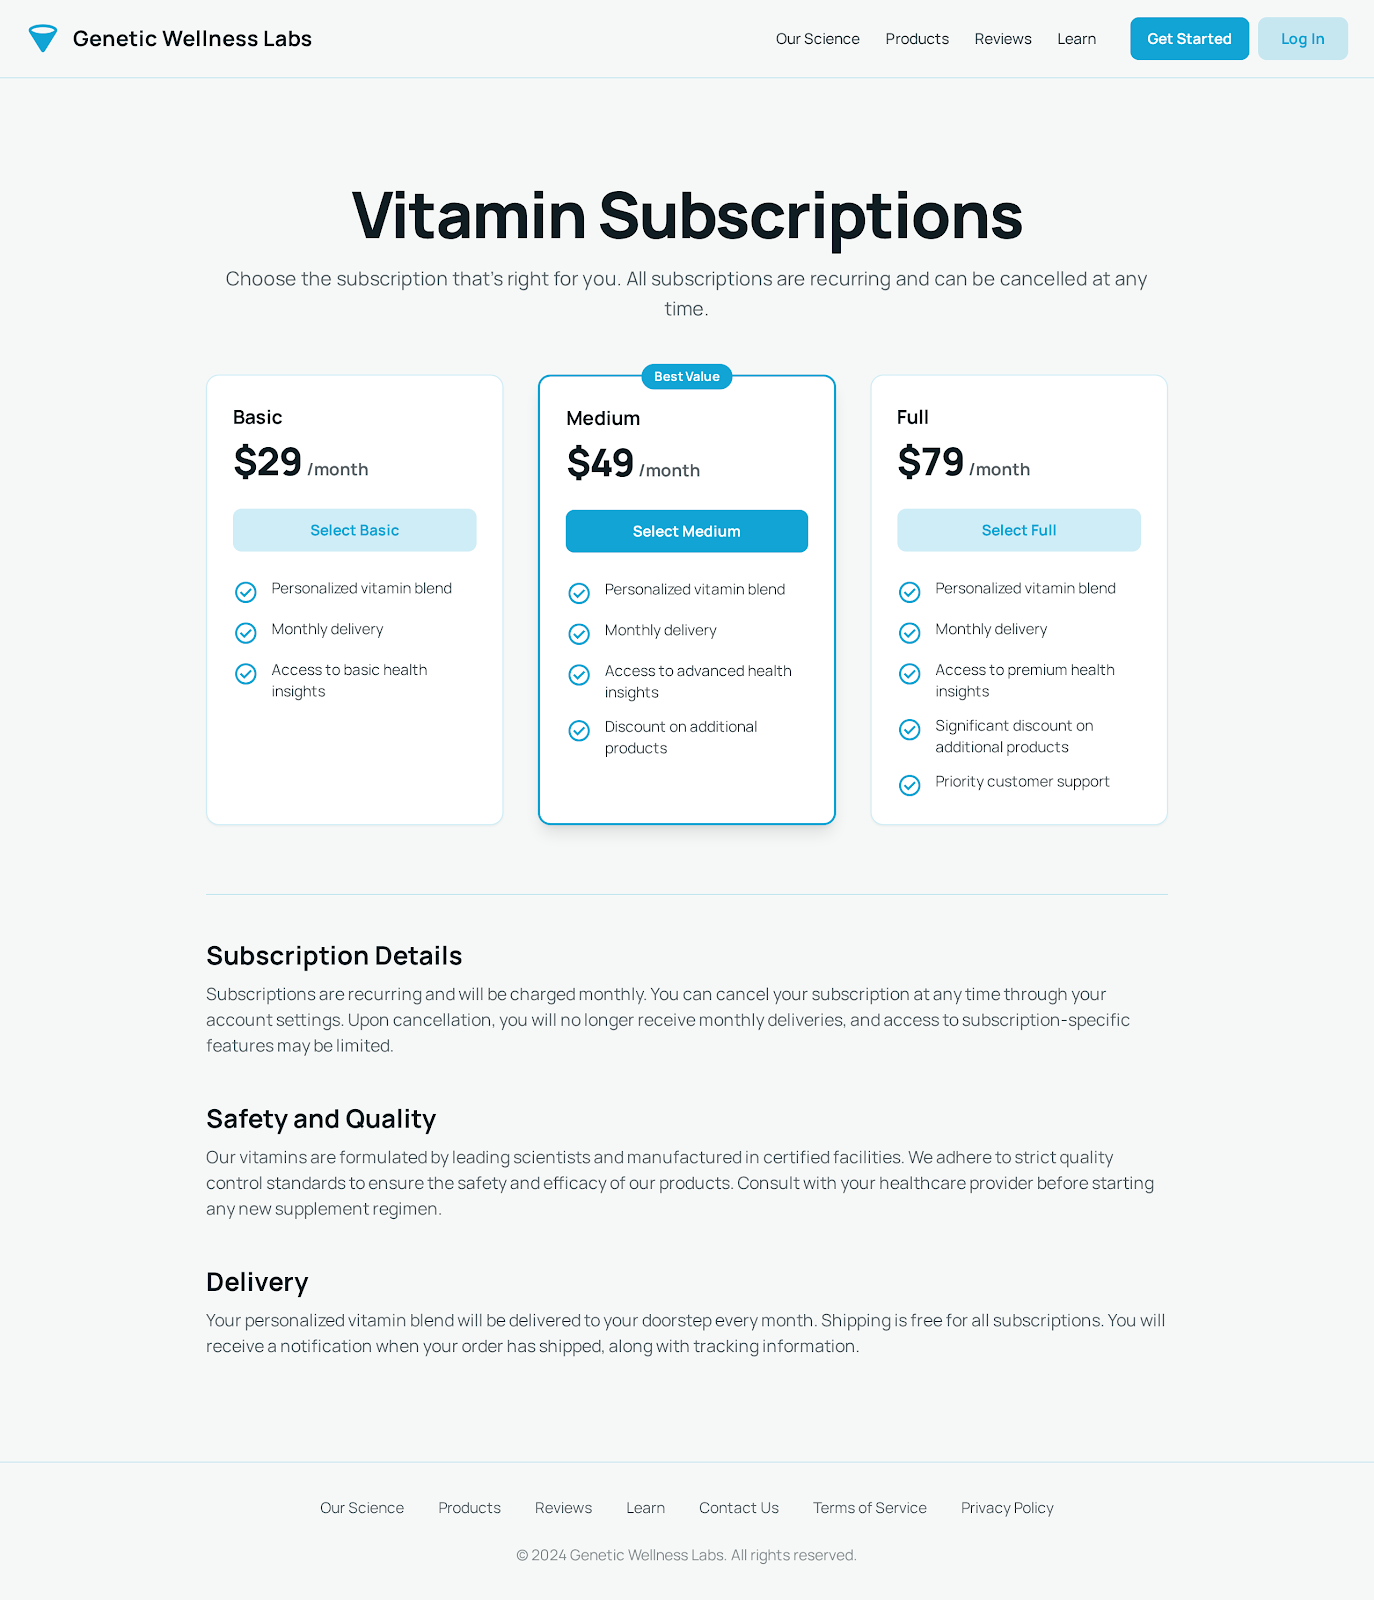 Genetic Wellness Labs
Our Science
Products
Reviews
Learn
Get Started
Log In
Vitamin Subscriptions
Choose the subscription that's right for you. All subscriptions are recurring and can be cancelled at any
time.
Basic
$29 /month
Select Basic
Personalized vitamin blend
Monthly delivery
Access to basic health
insights
Best Value
Medium
$49 /month
Select Medium
Personalized vitamin blend
Monthly delivery
Access to advanced health
insights
Discount on additional
products
Full
$79 /month
Select Full
Personalized vitamin blend
Monthly delivery
Access to premium health
insights
Significant discount on
additional products
Priority customer support
Subscription Details
Subscriptions are recurring and will be charged monthly. You can cancel your subscription at any time through your
account settings. Upon cancellation, you will no longer receive monthly deliveries, and access to subscription-specific
features may be limited.
Safety and Quality
Our vitamins are formulated by leading scientists and manufactured in certified facilities. We adhere to strict quality
control standards to ensure the safety and efficacy of our products. Consult with your healthcare provider before starting
any new supplement regimen.
Delivery
Your personalized vitamin blend will be delivered to your doorstep every month. Shipping is free for all subscriptions. You will
receive a notification when your order has shipped, along with tracking information.
Our Science
Products
Reviews
Learn
Contact Us
Terms of Service
Privacy Policy
© 2024 Genetic Wellness Labs. All rights reserved.